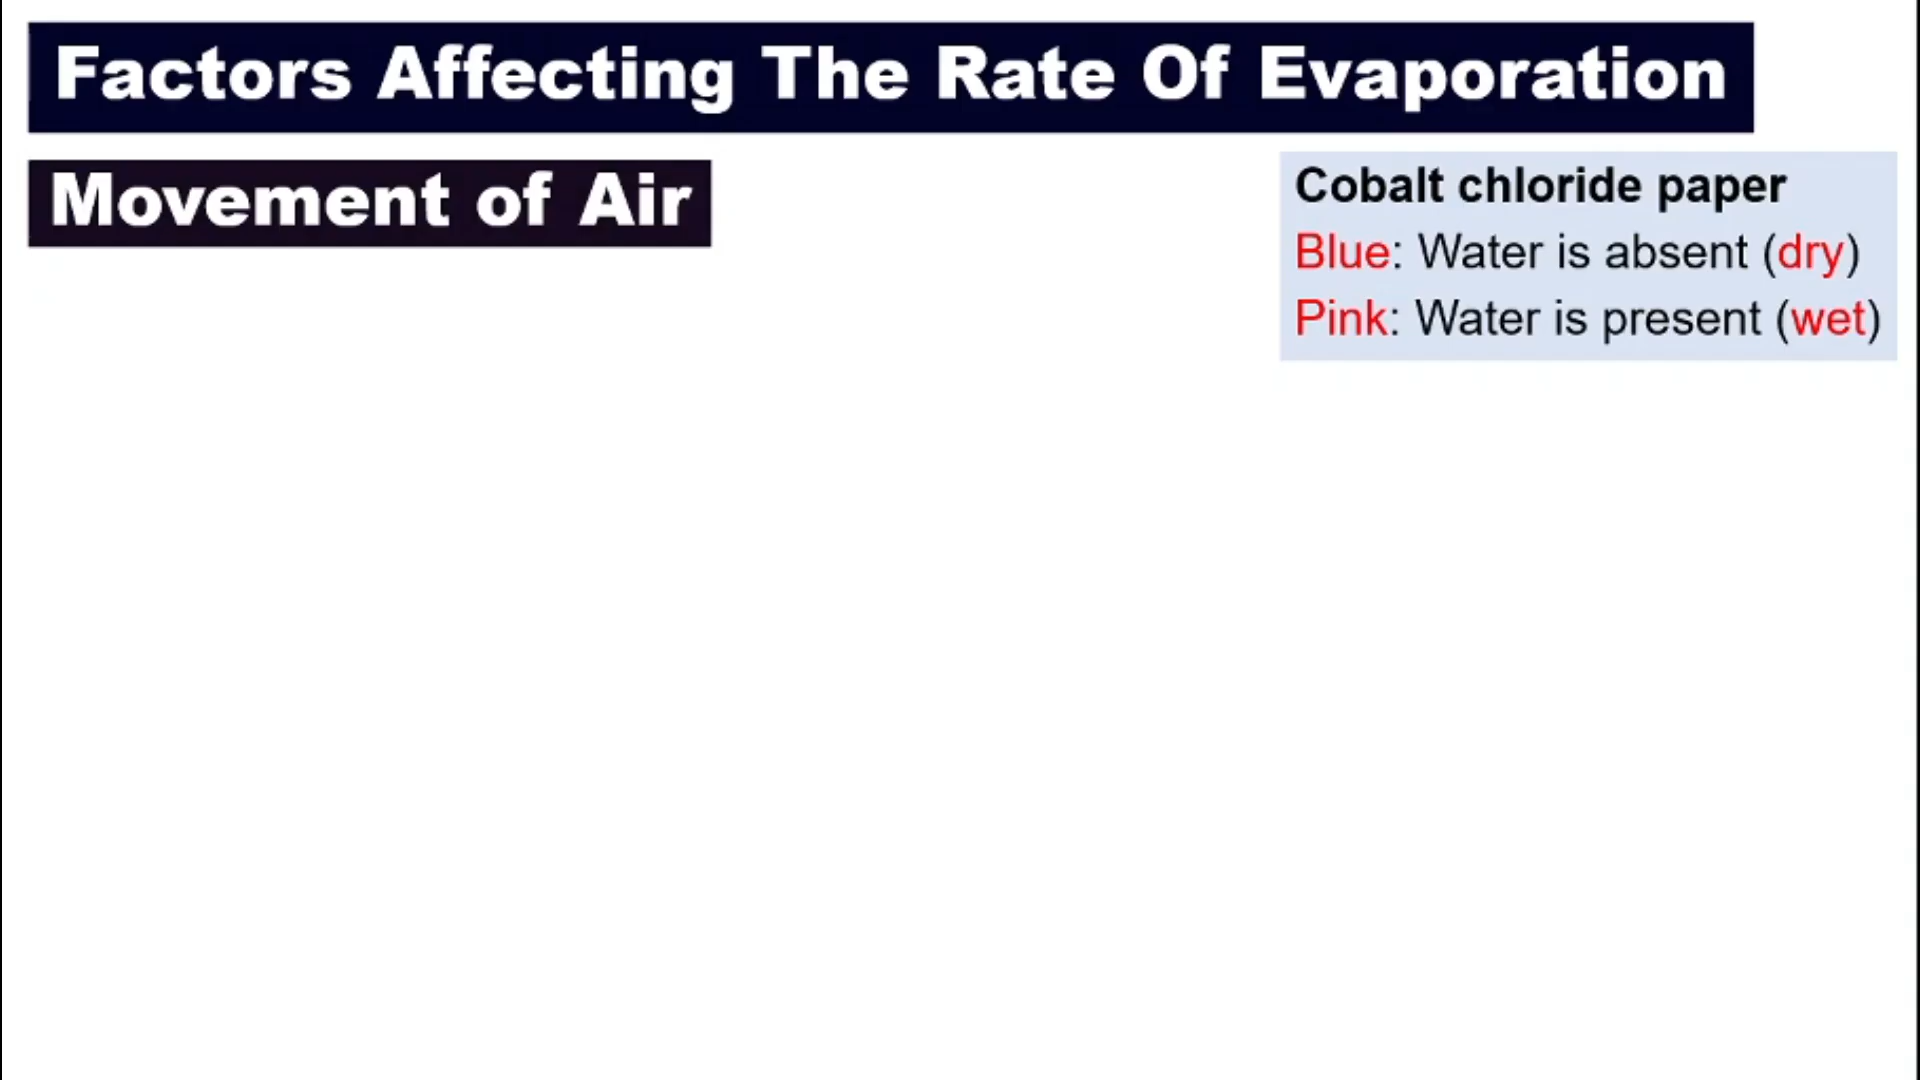 Factors Affecting The Rate Of Evaporation
Movement of Air
Cobalt chloride paper
Blue: Water is absent (dry)
Pink: Water is present (wet)